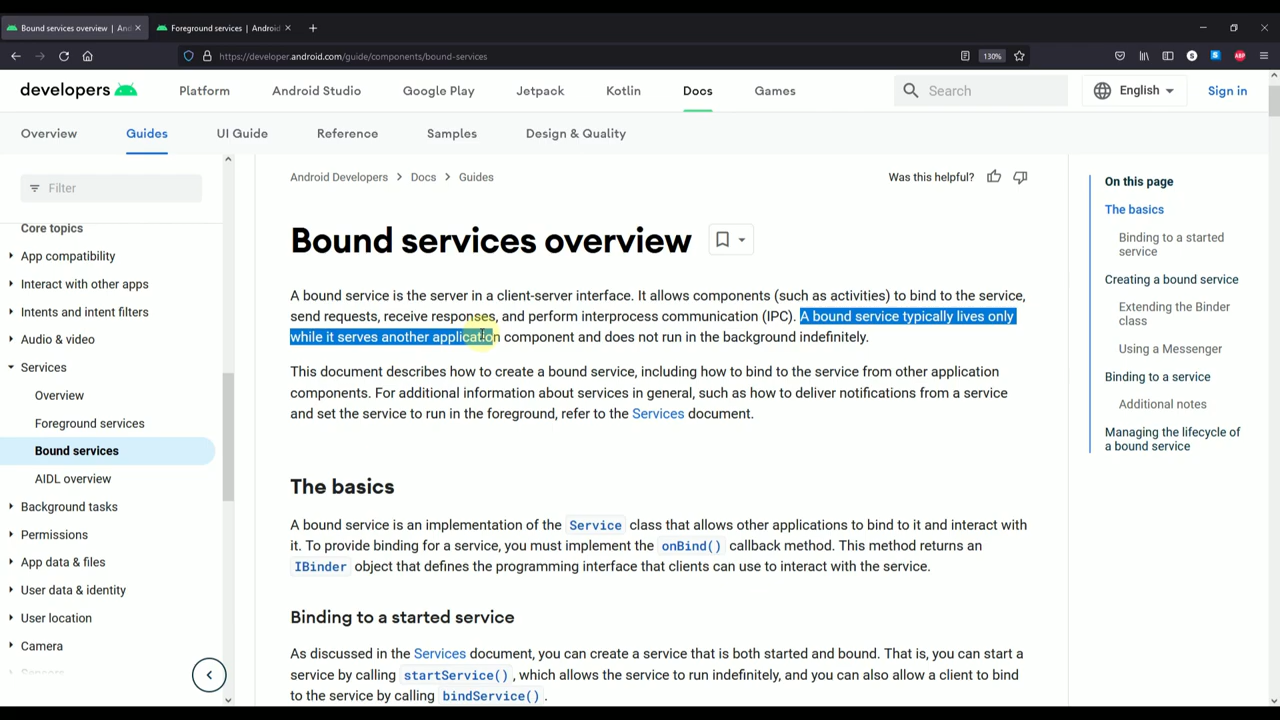 Bound services overview | And
Foreground services | Android
https://developer.android.com/guide/components/bound-services
130%
ABP
developers
Platform
Android Studio
Google Play
Jetpack
Kotlin
Docs
Games
Search
English
Sign in
Overview
Guides
UI Guide
Reference
Samples
Design & Quality
Filter
Core topics
App compatibility
Interact with other apps
Intents and intent filters
Audio & video
Services
Overview
Foreground services
Bound services
AIDL overview
Background tasks
Permissions
App data & files
User data & identity
User location
Camera
Sensors
Android Developers > Docs > Guides
Was this helpful?
Bound services overview
A bound service is the server in a client-server interface. It allows components (such as activities) to bind to the service,
send requests, receive responses, and perform interprocess communication (IPC). A bound service typically lives only
while it serves another application component and does not run in the background indefinitely.
This document describes how to create a bound service, including how to bind to the service from other application
components. For additional information about services in general, such as how to deliver notifications from a service
and set the service to run in the foreground, refer to the Services document.
The basics
A bound service is an implementation of the Service class that allows other applications to bind to it and interact with
it. To provide binding for a service, you must implement the onBind() callback method. This method returns an
IBinder object that defines the programming interface that clients can use to interact with the service.
Binding to a started service
As discussed in the Services document, you can create a service that is both started and bound. That is, you can start a
service by calling startService(), which allows the service to run indefinitely, and you can also allow a client to bind
to the service by calling bindService().
On this page
The basics
Binding to a started
service
Creating a bound service
Extending the Binder
class
Using a Messenger
Binding to a service
Additional notes
Managing the lifecycle of
a bound service